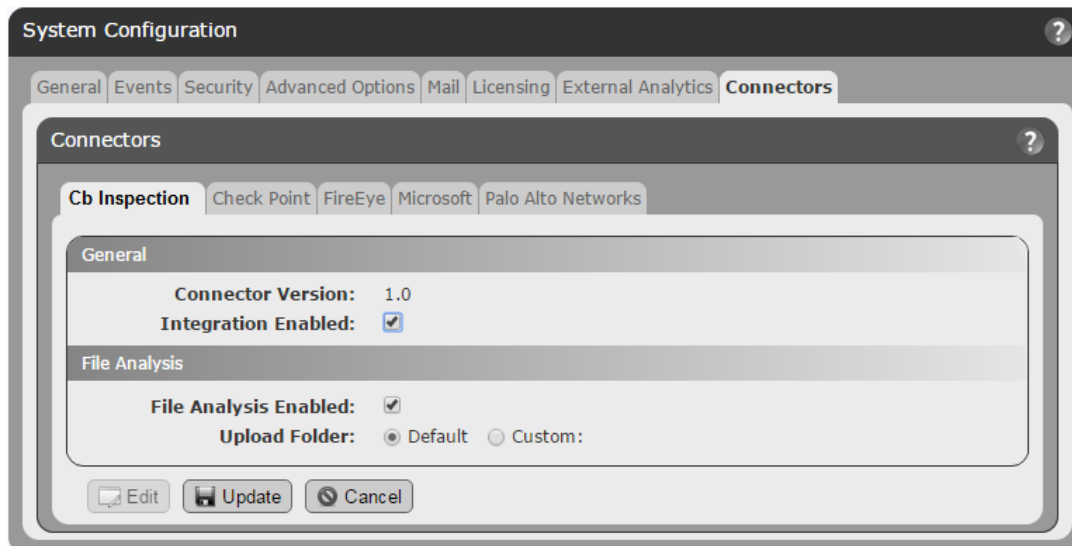 System Configuration ?
General Events Security Advanced Options Mail Licensing External Analytics Connectors
Connectors ?
Cb Inspection Check Point FireEye Microsoft Palo Alto Networks
General
Connector Version: 1.0
Integration Enabled:
File Analysis
File Analysis Enabled:
Upload Folder: Default Custom:
Edit Update Cancel